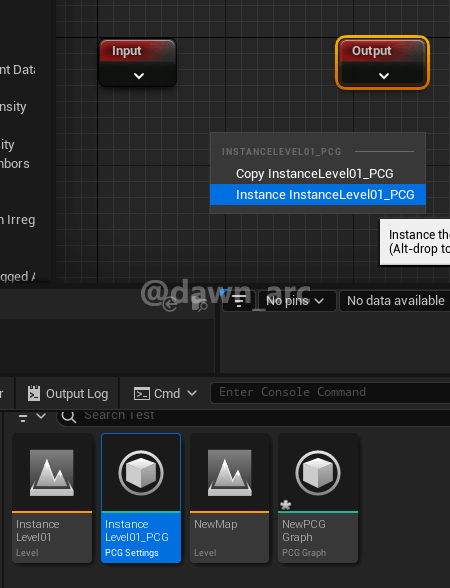 Input
Output
nt Data
nsity
sity
nbors
n Irreg
gged A
INSTANCELEVEL01_PCG
Copy InstanceLevel01_PCG
Instance InstanceLevel01_PCG
Instance the
(Alt-drop to
@dawn_arc
No pins
No data available
r
Output Log
Cmd
Enter Console Command
Search Test
Instance
Level01
Level
Instance
Level01_PCG
PCG Settings
NewMap
Level
NewPCG
Graph
PCG Graph